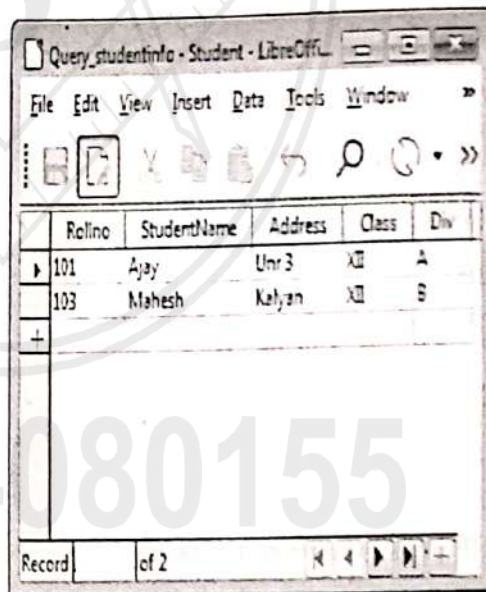 Query_studentinfo - Student - LibreOffi...
File Edit View Insert Data Tools Window »
»
Rollno StudentName Address Class Div
101 Ajay Unr 3 XII A
103 Mahesh Kalyan XII B
080155
Record of 2